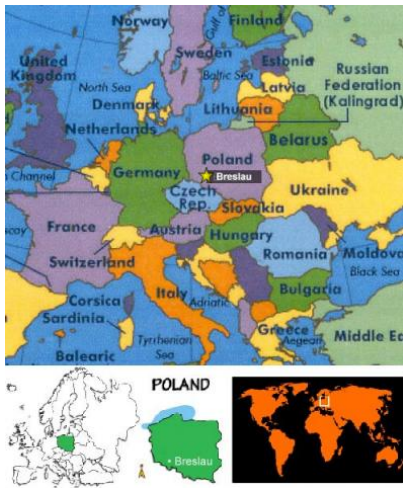 Norway
Finland
Gulf of
Sweden
United
Kingdom
North Sea
Baltic Sea
Estonia
Russian
Federation
(Kalingrad)
Latvia
Denmark
Lithuania
Netherlands
Belarus
Poland
Breslau
Germany
n Channel
Czech
Rep.
Ukraine
Slovakia
France
Austria
Hungary
Moldova
Switzerland
Romania
Black Sea
Corsica
Italy
Adriatic
Bulgaria
Sardinia
Tyrrhenian
Sea
Greece
Aegean
Middle Ea
Balearic
POLAND
Breslau